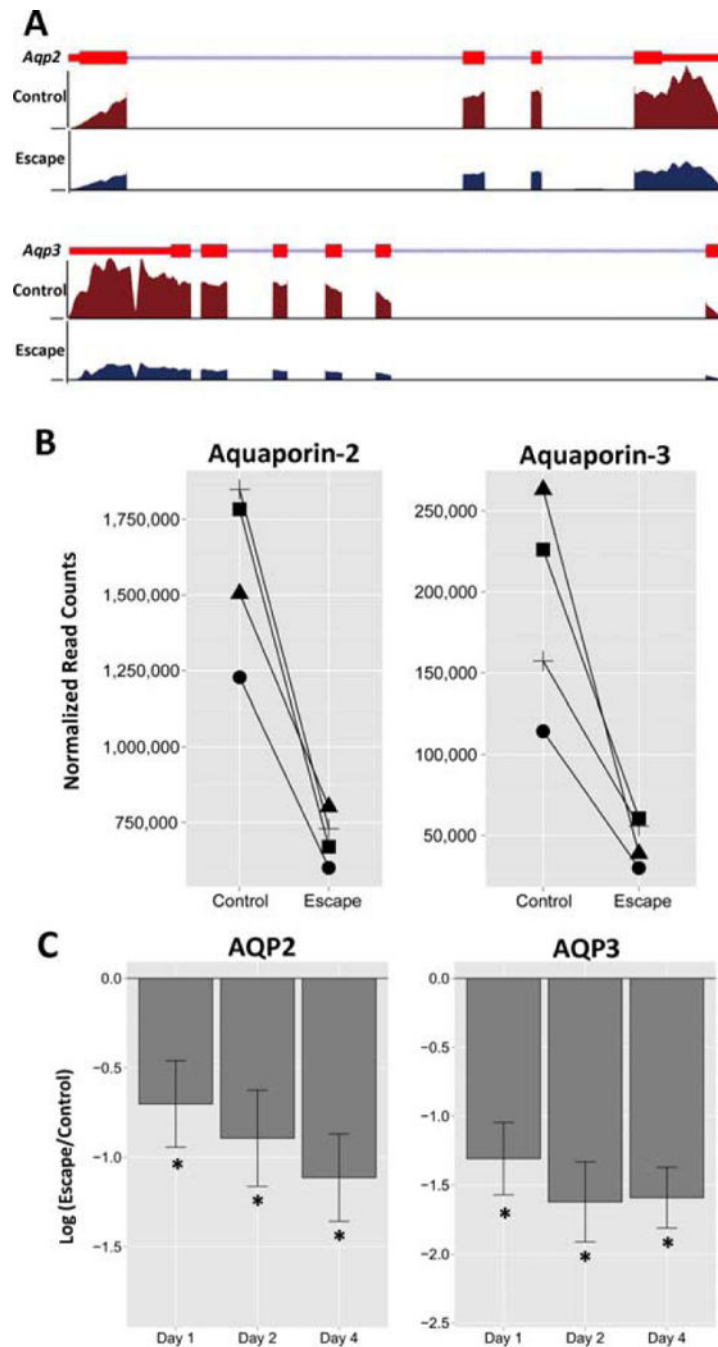 A
Aqp2
Control
Escape
Aqp3
Control
Escape
B
Aquaporin-2
Aquaporin-3
Normalized Read Counts
1,750,000
1,500,000
1,250,000
1,000,000
750,000
250,000
200,000
150,000
100,000
50,000
Control Escape
Control Escape
C
AQP2
AQP3
Log (Escape/Control)
0.0
−0.5
−1.0
−1.5
0.0
−0.5
−1.0
−1.5
−2.0
−2.5
* * *
* * *
Day 1 Day 2 Day 4
Day 1 Day 2 Day 4